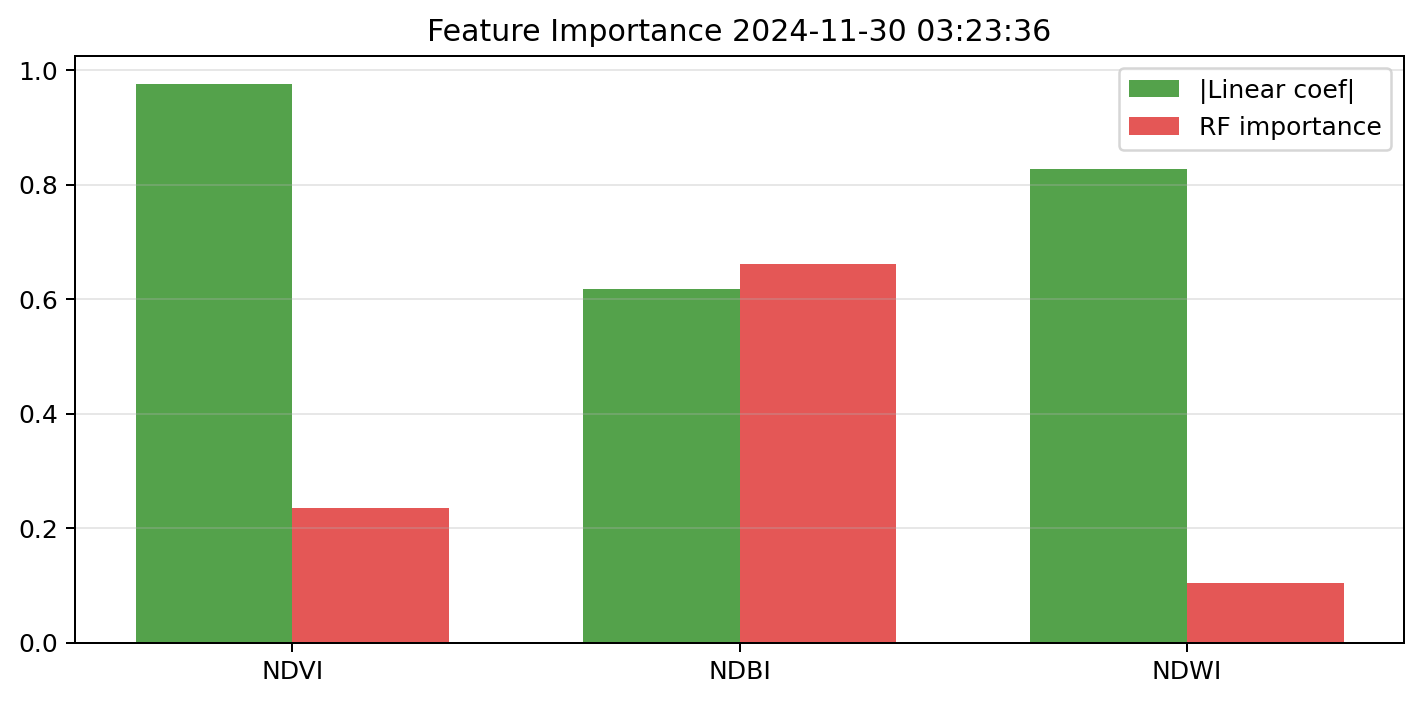 Feature Importance 2024-11-30 03:23:36
1.0
0.8
0.6
0.4
0.2
0.0
|Linear coef|
RF importance
NDVI
NDBI
NDWI